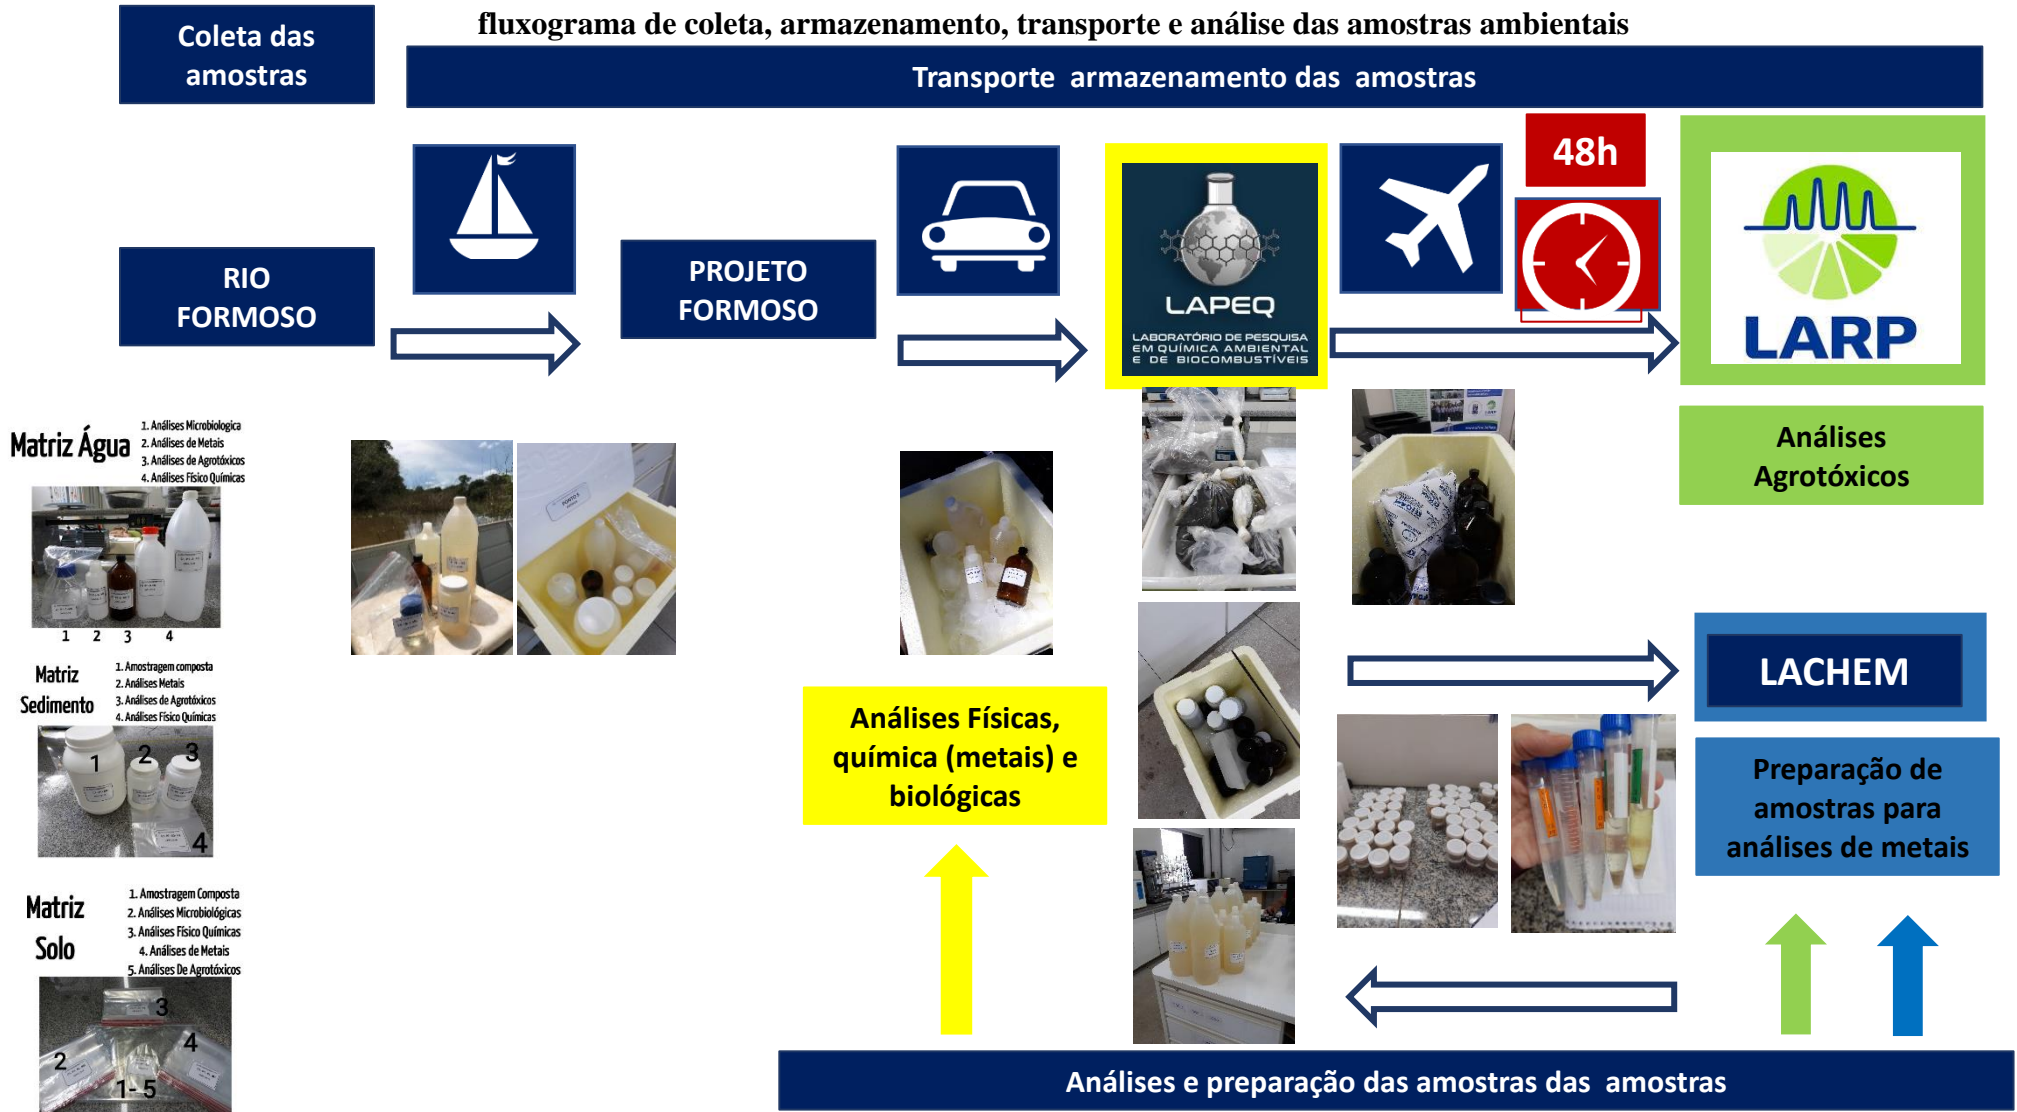 fluxograma de coleta, armazenamento, transporte e análise das amostras ambientais
Coleta das
amostras
Transporte  armazenamento das  amostras
RIO
FORMOSO
PROJETO
FORMOSO
LAPEQ
LABORATÓRIO DE PESQUISA
EM QUÍMICA AMBIENTAL
E DE BIOCOMBUSTÍVEIS
48h
LARP
Análises
Agrotóxicos
Matriz Água
1. Análises Microbiologica
2. Análises de Metais
3. Análises de Agrotóxicos
4. Análises Físico Químicas
1 2 3 4
Matriz
Sedimento
1. Amostragem composta
2. Análises Metais
3. Análises de Agrotóxicos
4. Análises Físico Químicas
1
2
3
4
Matriz
Solo
1. Amostragem Composta
2. Análises Microbiológicas
3. Análises Físico Químicas
4. Análises de Metais
5. Análises De Agrotóxicos
3
2
4
1- 5
LARP
Análises Físicas,
química (metais) e
biológicas
LACHEM
Preparação de
amostras para
análises de metais
Análises e preparação das amostras das  amostras